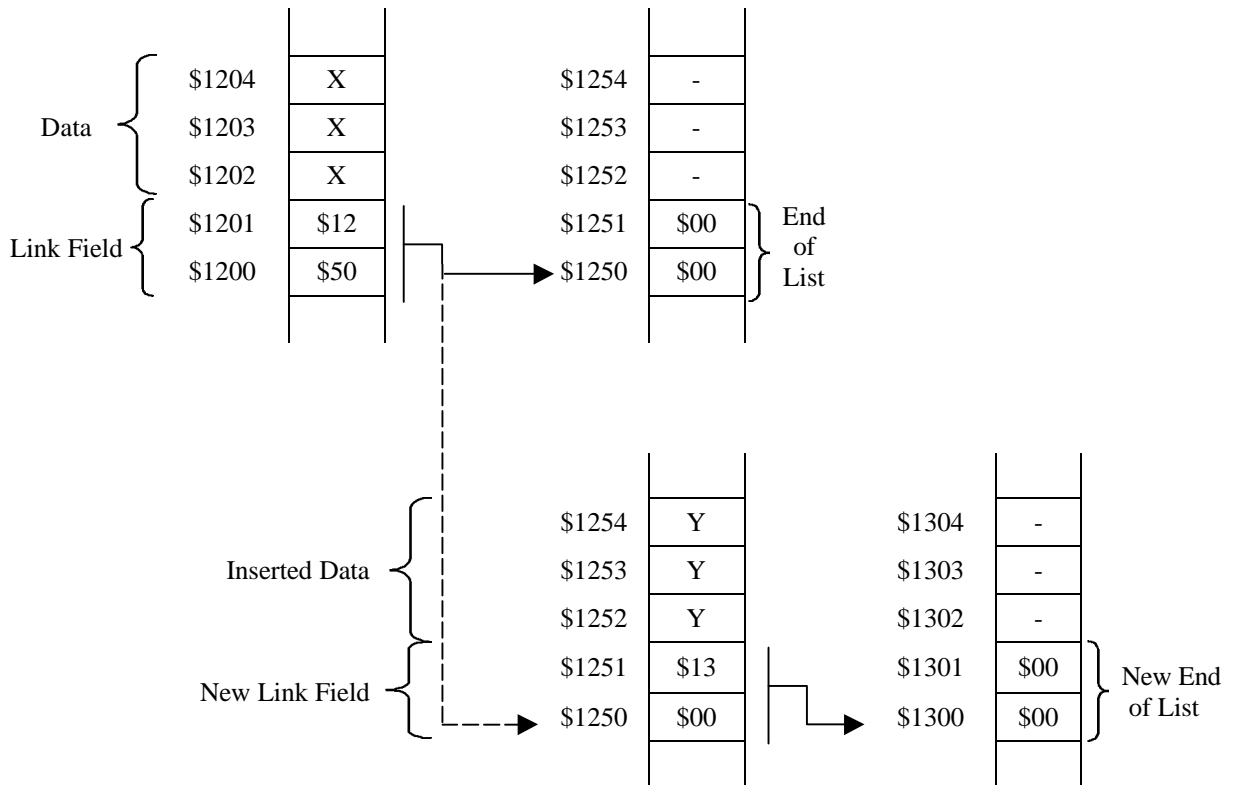 $1204 X $1254 -
Data $1203 X $1253 -
$1202 X $1252 -
$1201 $12 $1251 $00 End
of
Link Field $1200 $50 $1250 $00 List
$1254 Y $1304 -
Inserted Data $1253 Y $1303 -
$1252 Y $1302 -
$1251 $13 $1301 $00 New End
New Link Field $1250 $00 $1300 $00 of List